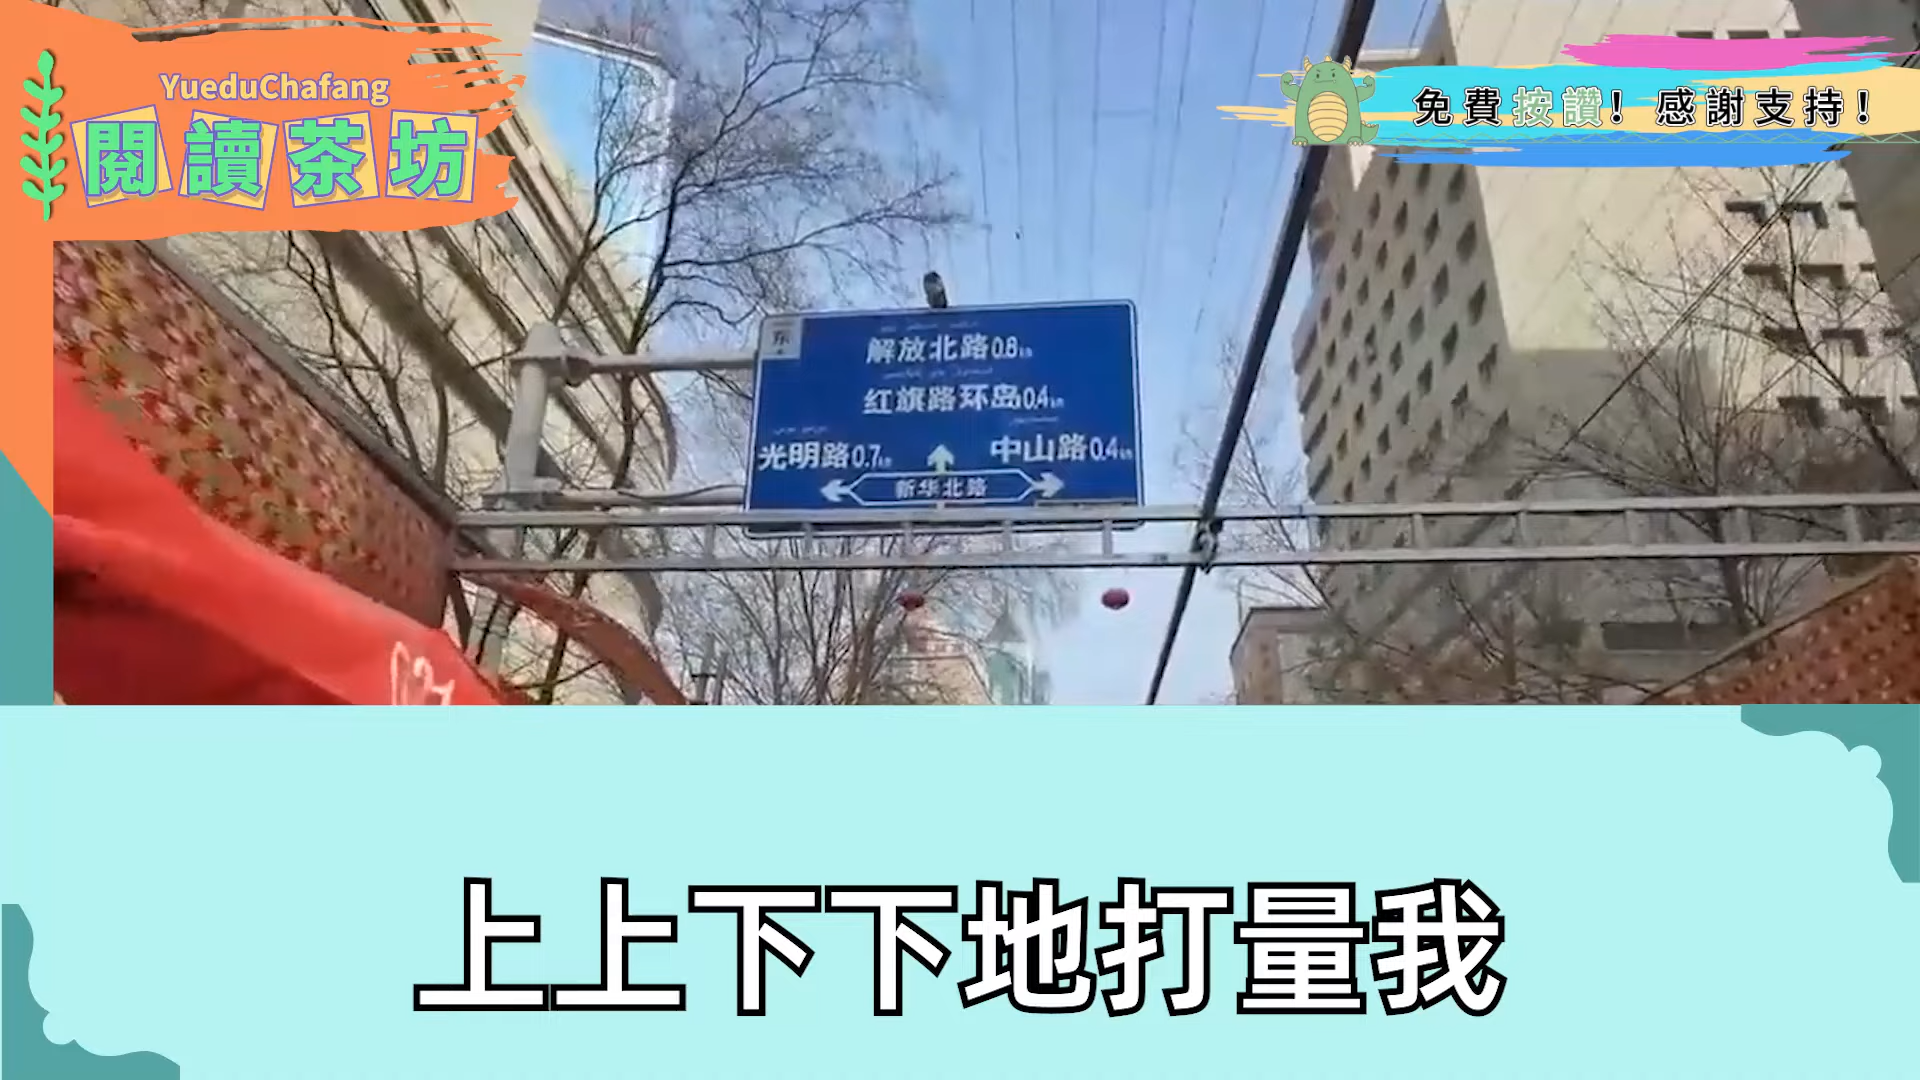 YueduChafang
閱讀茶坊
免費按讚！感謝支持！
东
解放北路0.8km
红旗路环岛0.4km
光明路0.7km
中山路0.4km
新华北路
上上下下地打量我